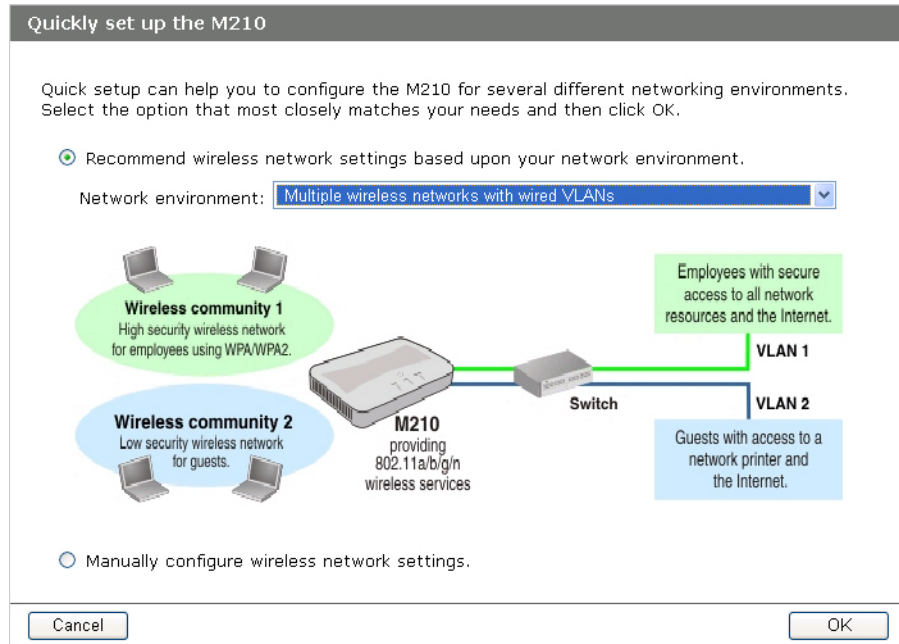 Quickly set up the M210
Quick setup can help you to configure the M210 for several different networking environments.
Select the option that most closely matches your needs and then click OK.
Recommend wireless network settings based upon your network environment.
Network environment: Multiple wireless networks with wired VLANs
Wireless community 1
High security wireless network
for employees using WPA/WPA2.
Employees with secure
access to all network
resources and the Internet.
VLAN 1
Wireless community 2
Low security wireless network
for guests.
M210
providing
802.11a/b/g/n
wireless services
Switch
VLAN 2
Guests with access to a
network printer and
the Internet.
Manually configure wireless network settings.
Cancel
OK